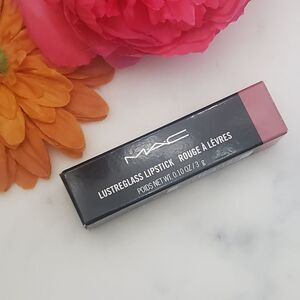 MAC
LUSTREGLASS LIPSTICK ROUGE À LÈVRES
POIDS NET WT. 0.10 OZ / 3 g